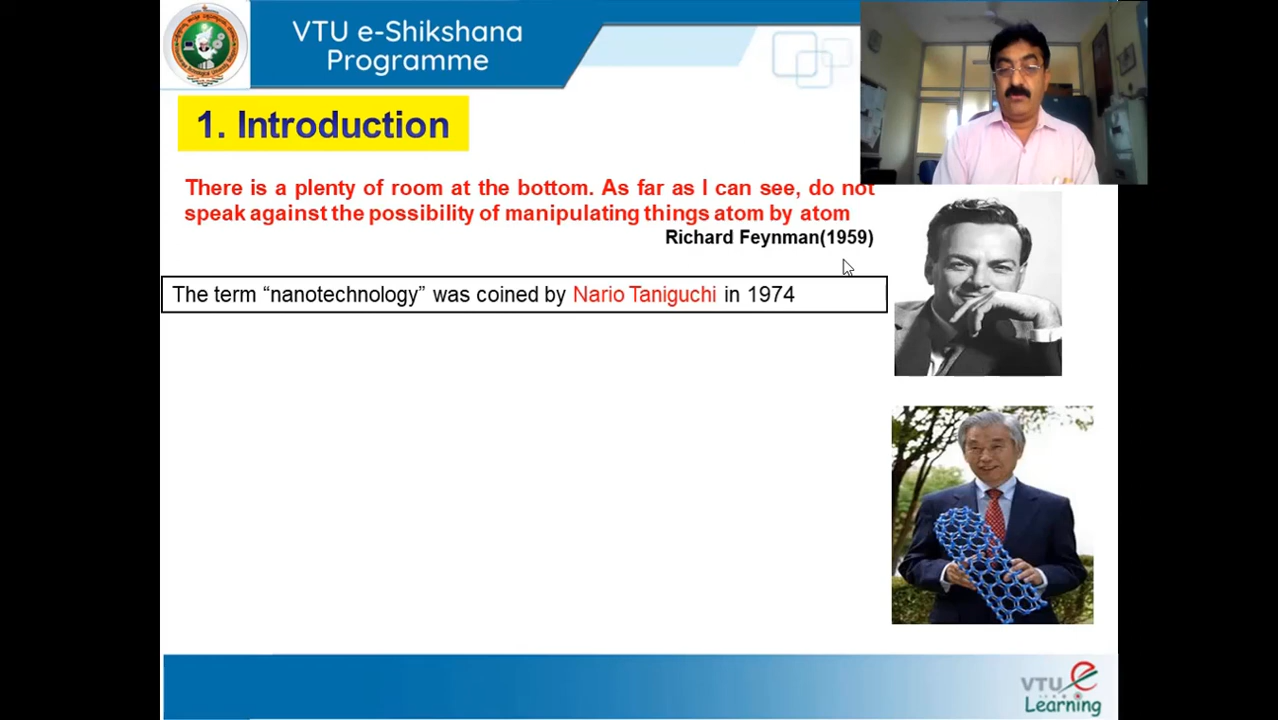 VTU e-Shikshana
Programme
1. Introduction
There is a plenty of room at the bottom. As far as I can see, do not
speak against the possibility of manipulating things atom by atom
Richard Feynman(1959)
The term “nanotechnology” was coined by Nario Taniguchi in 1974
VTU e
Learning